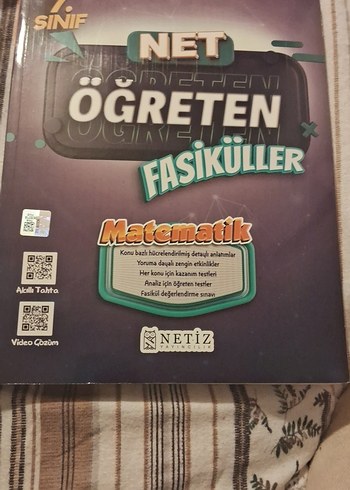 7. SINIF
NET
ÖĞRETEN
FASİKÜLLER
Matematik
Konu bazlı hücrelendirilmiş detaylı anlatımlar
Yoruma dayalı zengin etkinlikler
Her konu için kazanım testleri
Analiz için öğreten testler
Fasikül değerlendirme sınavı
Akıllı Tahta
Video Çözüm
NETİZ
YAYINCILIK